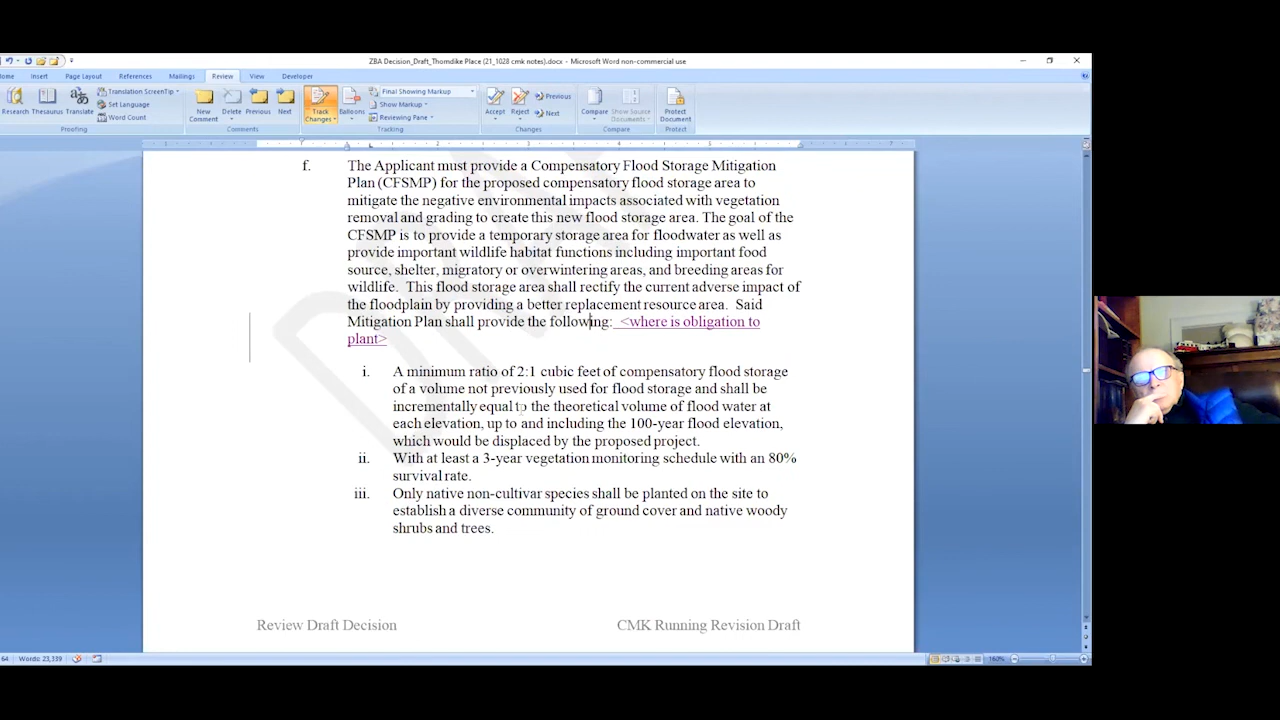 ZBA Decision_Draft_Thorndike Place (21_1028 cmk notes).docx - Microsoft Word non-commercial use
Insert Page Layout References Mailings Review View Developer
Research Thesaurus Translate
Translation ScreenTip
Set Language
Word Count
Proofing
New Comment
Delete
Previous
Next
Comments
Track Changes
Balloons
Final Showing Markup
Show Markup
Reviewing Pane
Tracking
Accept
Reject
Previous
Next
Changes
Compare
Show Source Documents
Compare
Protect Document
Protect
f. The Applicant must provide a Compensatory Flood Storage Mitigation
Plan (CFSMP) for the proposed compensatory flood storage area to
mitigate the negative environmental impacts associated with vegetation
removal and grading to create this new flood storage area. The goal of the
CFSMP is to provide a temporary storage area for floodwater as well as
provide important wildlife habitat functions including important food
source, shelter, migratory or overwintering areas, and breeding areas for
wildlife. This flood storage area shall rectify the current adverse impact of
the floodplain by providing a better replacement resource area. Said
Mitigation Plan shall provide the following: <where is obligation to
plant>
i. A minimum ratio of 2:1 cubic feet of compensatory flood storage
of a volume not previously used for flood storage and shall be
incrementally equal to the theoretical volume of flood water at
each elevation, up to and including the 100-year flood elevation,
which would be displaced by the proposed project.
ii. With at least a 3-year vegetation monitoring schedule with an 80%
survival rate.
iii. Only native non-cultivar species shall be planted on the site to
establish a diverse community of ground cover and native woody
shrubs and trees.
Review Draft Decision CMK Running Revision Draft
64 Words: 23,339 160%